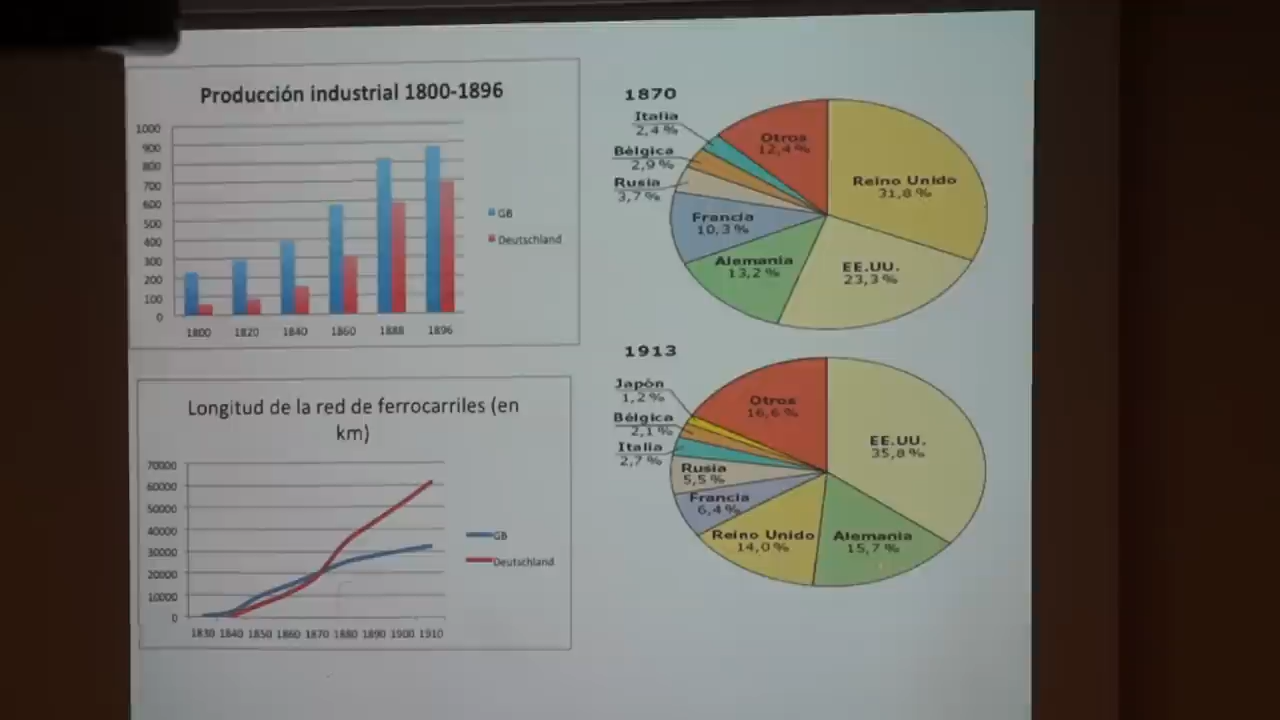 Producción industrial 1800-1896
1000
900
800
700
600
500
400
300
200
100
0
1800 1820 1840 1860 1888 1896
GB
Deutschland
Longitud de la red de ferrocarriles (en
km)
70000
60000
50000
40000
30000
20000
10000
0
1830 1840 1850 1860 1870 1880 1890 1900 1910
GB
Deutschland
1870
Italia
2,4 %
Bélgica
2,9 %
Rusia
3,7 %
Francia
10,3 %
Alemania
13,2 %
Otros
12,4 %
Reino Unido
31,8 %
EE.UU.
23,3 %
1913
Japón
1,2 %
Bélgica
2,1 %
Italia
2,7 %
Rusia
5,5 %
Francia
6,4 %
Reino Unido
14,0 %
Otros
16,6 %
EE.UU.
35,8 %
Alemania
15,7 %